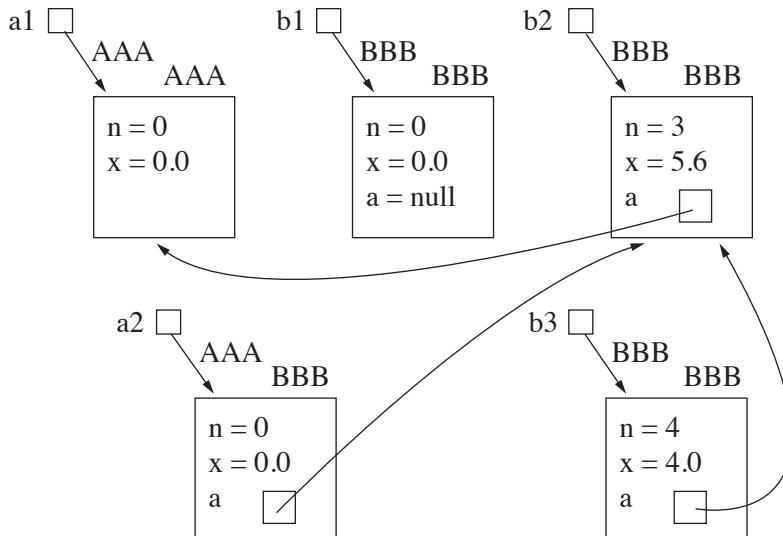 a1
AAA
AAA
n = 0
x = 0.0
b1
BBB
BBB
n = 0
x = 0.0
a = null
b2
BBB
BBB
n = 3
x = 5.6
a
a2
AAA
BBB
n = 0
x = 0.0
a
b3
BBB
BBB
n = 4
x = 4.0
a